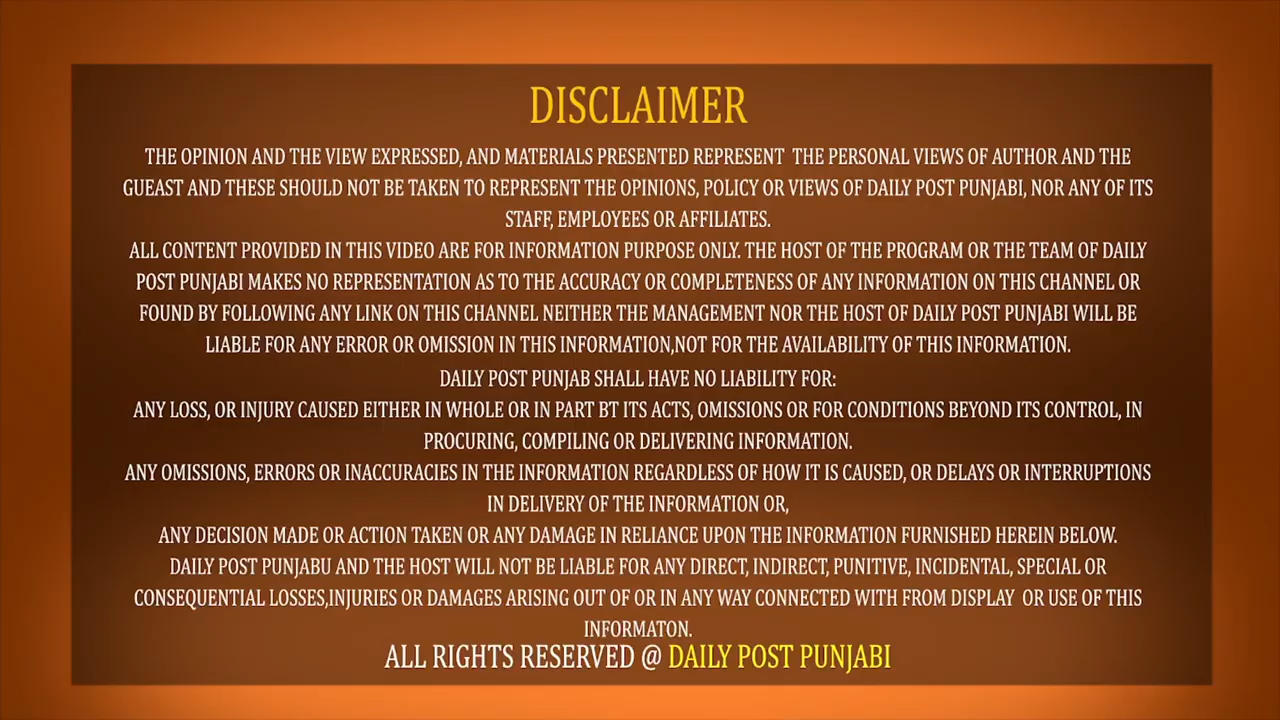 DISCLAIMER
THE OPINION AND THE VIEW EXPRESSED, AND MATERIALS PRESENTED REPRESENT THE PERSONAL VIEWS OF AUTHOR AND THE
GUEAST AND THESE SHOULD NOT BE TAKEN TO REPRESENT THE OPINIONS, POLICY OR VIEWS OF DAILY POST PUNJABI, NOR ANY OF ITS
STAFF, EMPLOYEES OR AFFILIATES.
ALL CONTENT PROVIDED IN THIS VIDEO ARE FOR INFORMATION PURPOSE ONLY. THE HOST OF THE PROGRAM OR THE TEAM OF DAILY
POST PUNJABI MAKES NO REPRESENTATION AS TO THE ACCURACY OR COMPLETENESS OF ANY INFORMATION ON THIS CHANNEL OR
FOUND BY FOLLOWING ANY LINK ON THIS CHANNEL NEITHER THE MANAGEMENT NOR THE HOST OF DAILY POST PUNJABI WILL BE
LIABLE FOR ANY ERROR OR OMISSION IN THIS INFORMATION,NOT FOR THE AVAILABILITY OF THIS INFORMATION.
DAILY POST PUNJAB SHALL HAVE NO LIABILITY FOR:
ANY LOSS, OR INJURY CAUSED EITHER IN WHOLE OR IN PART BT ITS ACTS, OMISSIONS OR FOR CONDITIONS BEYOND ITS CONTROL, IN
PROCURING, COMPILING OR DELIVERING INFORMATION.
ANY OMISSIONS, ERRORS OR INACCURACIES IN THE INFORMATION REGARDLESS OF HOW IT IS CAUSED, OR DELAYS OR INTERRUPTIONS
IN DELIVERY OF THE INFORMATION OR,
ANY DECISION MADE OR ACTION TAKEN OR ANY DAMAGE IN RELIANCE UPON THE INFORMATION FURNISHED HEREIN BELOW.
DAILY POST PUNJABU AND THE HOST WILL NOT BE LIABLE FOR ANY DIRECT, INDIRECT, PUNITIVE, INCIDENTAL, SPECIAL OR
CONSEQUENTIAL LOSSES,INJURIES OR DAMAGES ARISING OUT OF OR IN ANY WAY CONNECTED WITH FROM DISPLAY OR USE OF THIS
INFORMATON.
ALL RIGHTS RESERVED @ DAILY POST PUNJABI